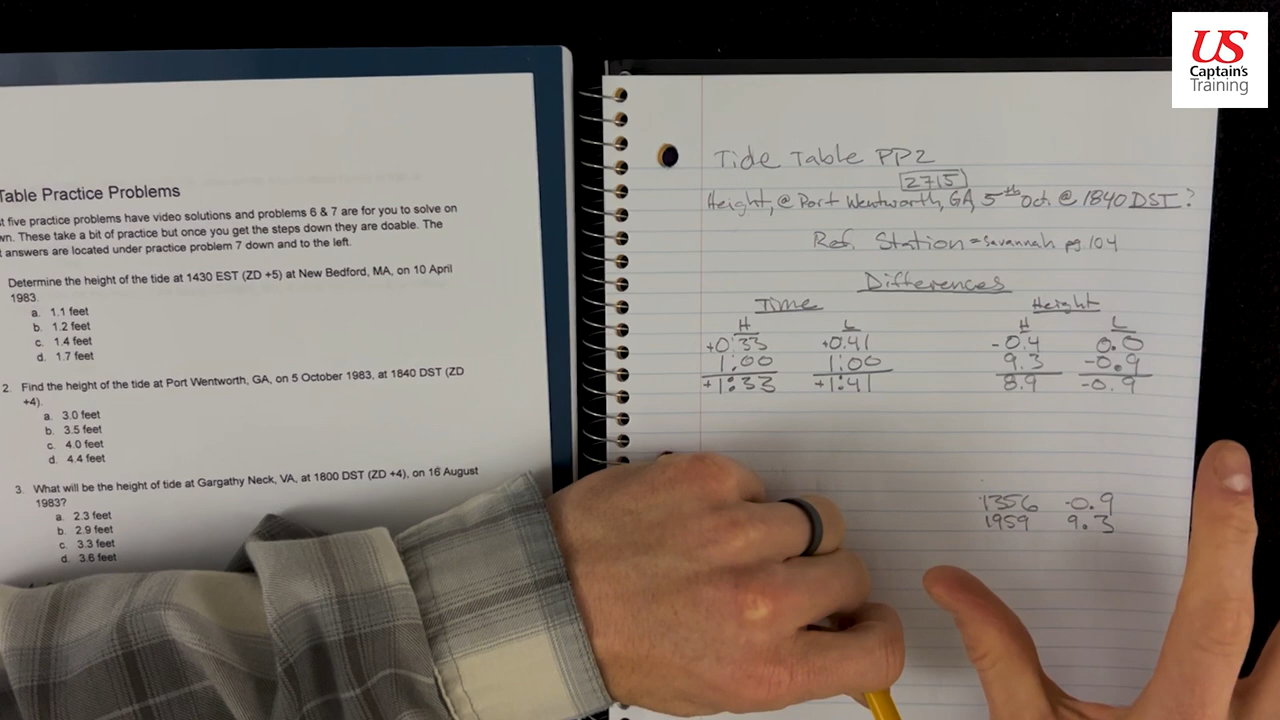 US
Captain's
Training
Table Practice Problems
five practice problems have video solutions and problems 6 & 7 are for you to solve on
These take a bit of practice but once you get the steps down they are doable. The
answers are located under practice problem 7 down and to the left.
Determine the height of the tide at 1430 EST (ZD +5) at New Bedford, MA, on 10 April
1983.
a. 1.1 feet
b. 1.2 feet
c. 1.4 feet
d. 1.7 feet
2. Find the height of the tide at Port Wentworth, GA, on 5 October 1983, at 1840 DST (ZD
+4).
a. 3.0 feet
b. 3.5 feet
c. 4.0 feet
d. 4.4 feet
3. What will be the height of tide at Gargathy Neck, VA, at 1800 DST (ZD +4), on 16 August
1983?
a. 2.3 feet
b. 2.9 feet
c. 3.3 feet
d. 3.6 feet
Tide Table PP2
2715
Height, @ Port Wentworth, GA, 5th Oct. @ 1840 DST?
Ref. Station = Savannah pg. 104
Differences
Time Height
H L H L
+0:33 +0:41 -0.4 0.0
1:00 1:00 9.3 -0.9
+1:33 +1:41 8.9 -0.9
1356 -0.9
1959 9.3